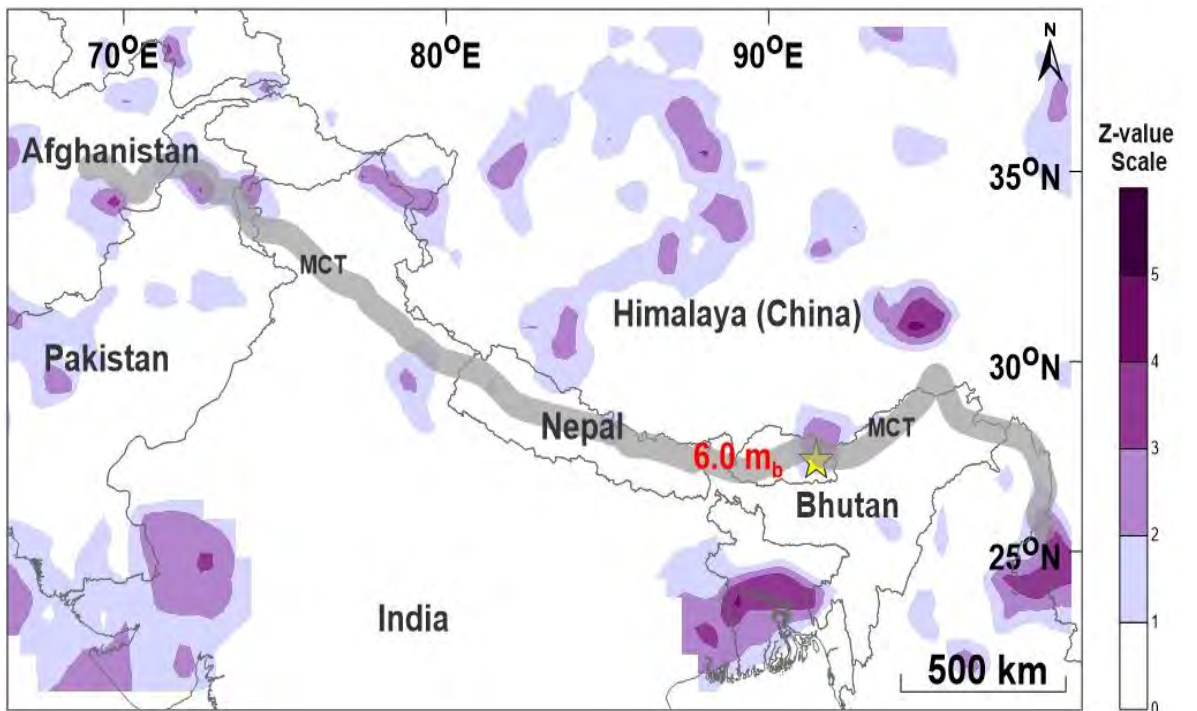 70°E
80°E
90°E
N
Z-value
Scale
Afghanistan
35°N
MCT
5
Himalaya (China)
Pakistan
30°N
4
Nepal
MCT
6.0 m_b
3
Bhutan
2
25°N
India
1
500 km
0